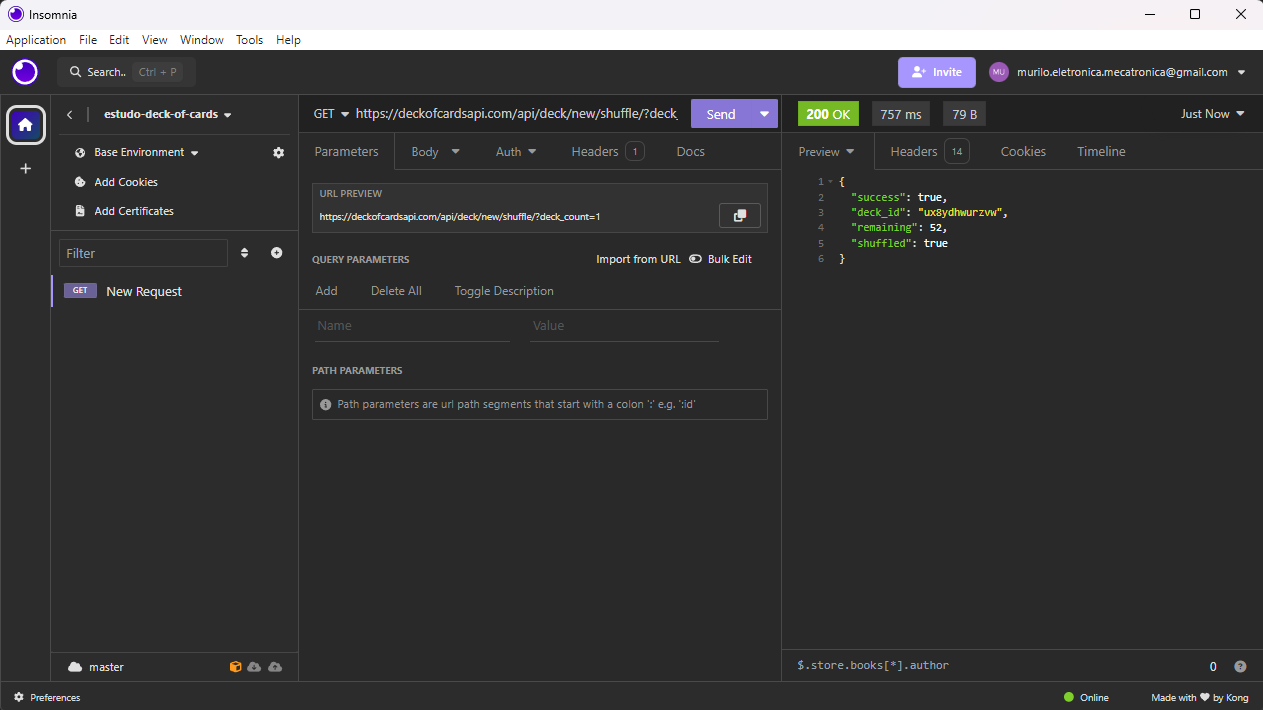 Insomnia
Application File Edit View Window Tools Help
Search.. Ctrl + P
Invite
MU murilo.eletronica.mecatronica@gmail.com
estudo-deck-of-cards
Base Environment
Add Cookies
Add Certificates
Filter
GET New Request
master
GET https://deckofcardsapi.com/api/deck/new/shuffle/?deck_ Send
Parameters Body Auth Headers 1 Docs
URL PREVIEW
https://deckofcardsapi.com/api/deck/new/shuffle/?deck_count=1
QUERY PARAMETERS Import from URL Bulk Edit
Add Delete All Toggle Description
Name Value
PATH PARAMETERS
Path parameters are url path segments that start with a colon ':' e.g. ':id'
200 OK 757 ms 79 B Just Now
Preview Headers 14 Cookies Timeline
1 {
2 "success": true,
3 "deck_id": "ux8ydhwurzvw",
4 "remaining": 52,
5 "shuffled": true
6 }
$.store.books[*].author 0 ?
Preferences Online Made with ♥ by Kong